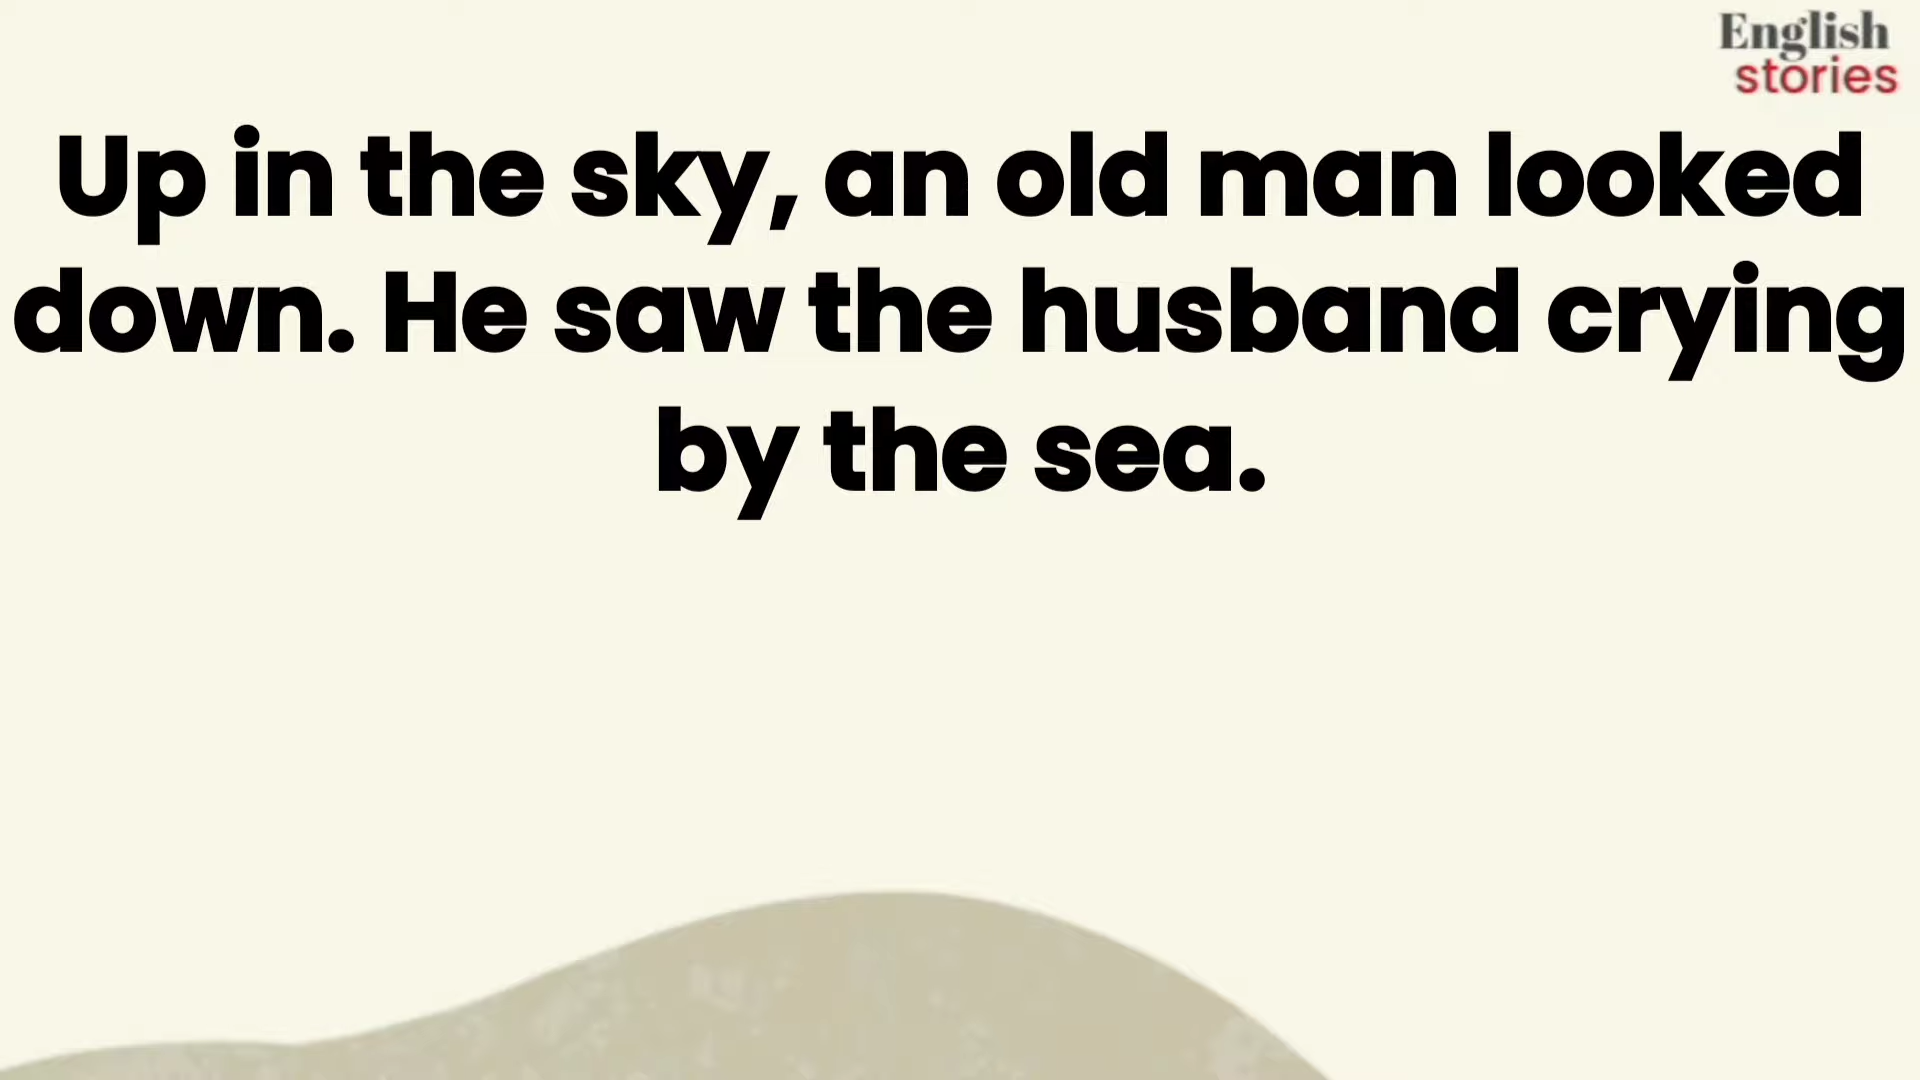 English
stories
Up in the sky, an old man looked
down. He saw the husband crying
by the sea.